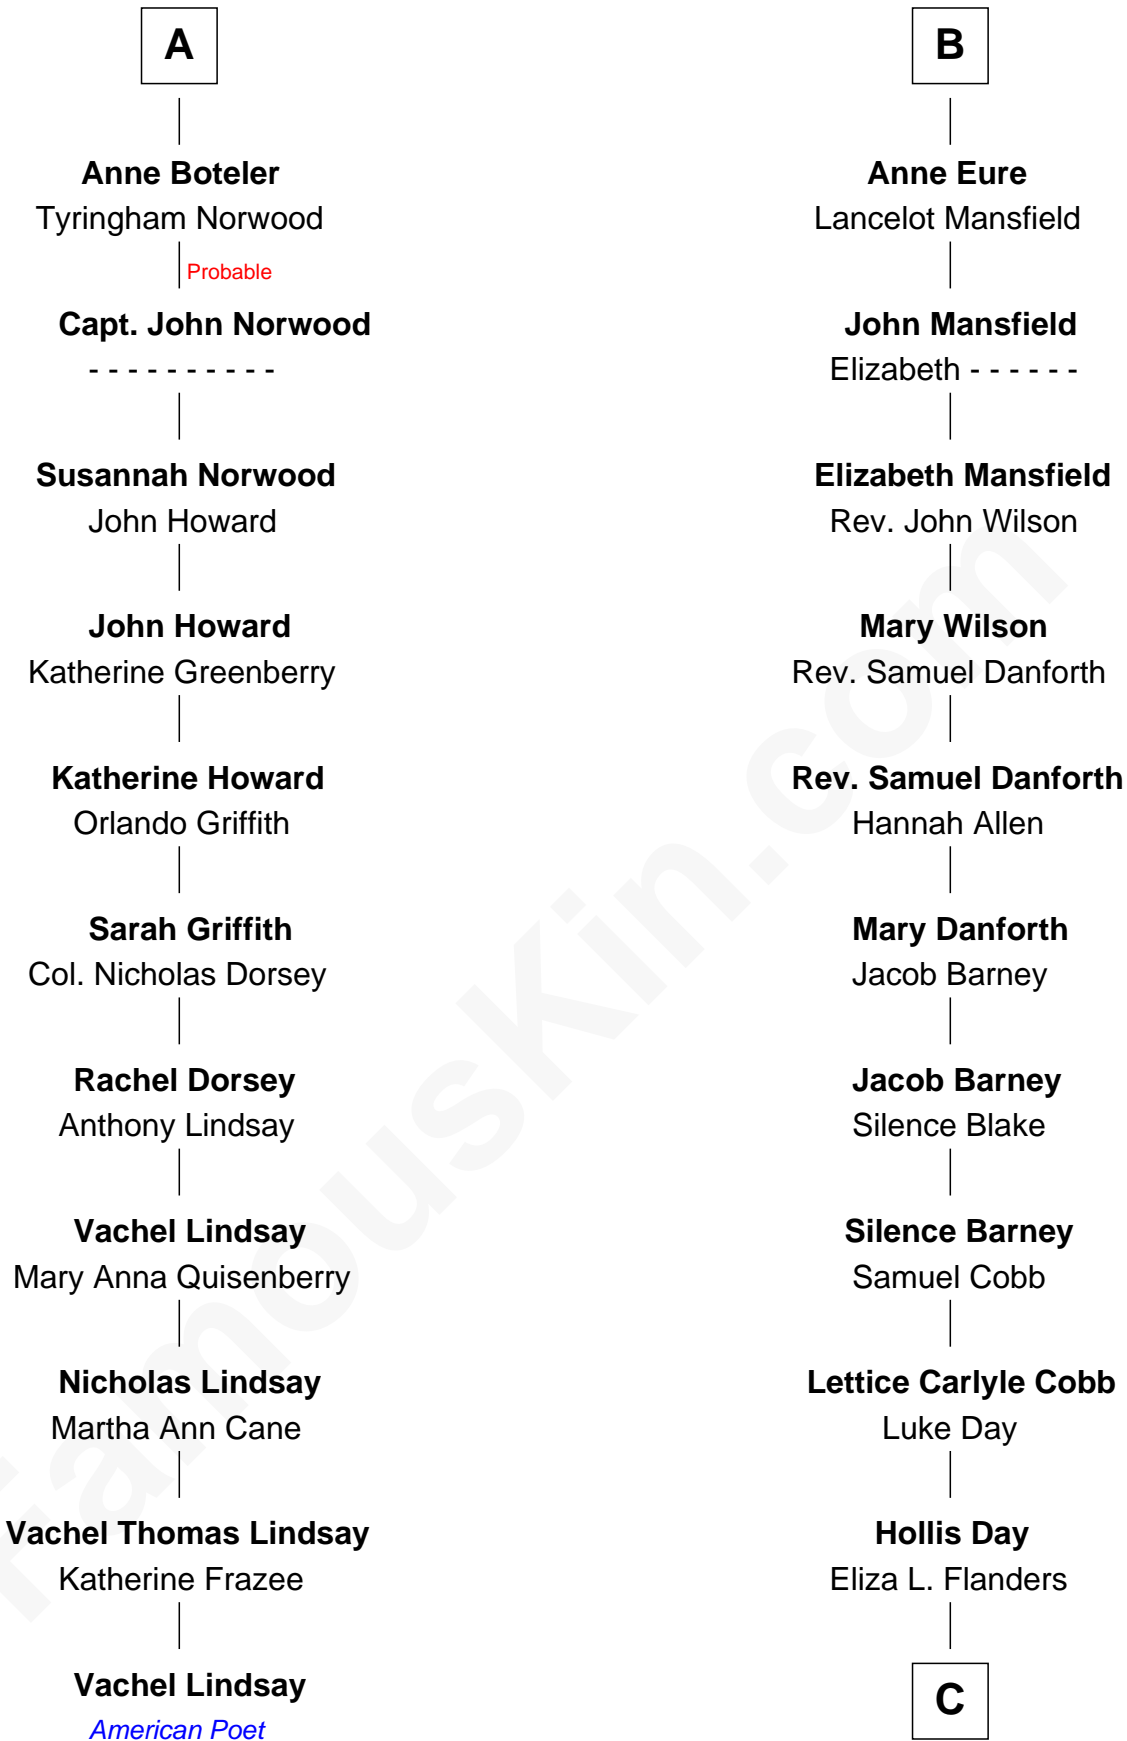 A
Anne Boteler
Tyringham Norwood
Probable
Capt. John Norwood
- - - - - - - - - -
Susannah Norwood
John Howard
John Howard
Katherine Greenberry
Katherine Howard
Orlando Griffith
Sarah Griffith
Col. Nicholas Dorsey
Rachel Dorsey
Anthony Lindsay
Vachel Lindsay
Mary Anna Quisenberry
Nicholas Lindsay
Martha Ann Cane
Vachel Thomas Lindsay
Katherine Frazee
Vachel Lindsay
American Poet
B
Anne Eure
Lancelot Mansfield
John Mansfield
Elizabeth - - - - - -
Elizabeth Mansfield
Rev. John Wilson
Mary Wilson
Rev. Samuel Danforth
Rev. Samuel Danforth
Hannah Allen
Mary Danforth
Jacob Barney
Jacob Barney
Silence Blake
Silence Barney
Samuel Cobb
Lettice Carlyle Cobb
Luke Day
Hollis Day
Eliza L. Flanders
C
FamousKin.com